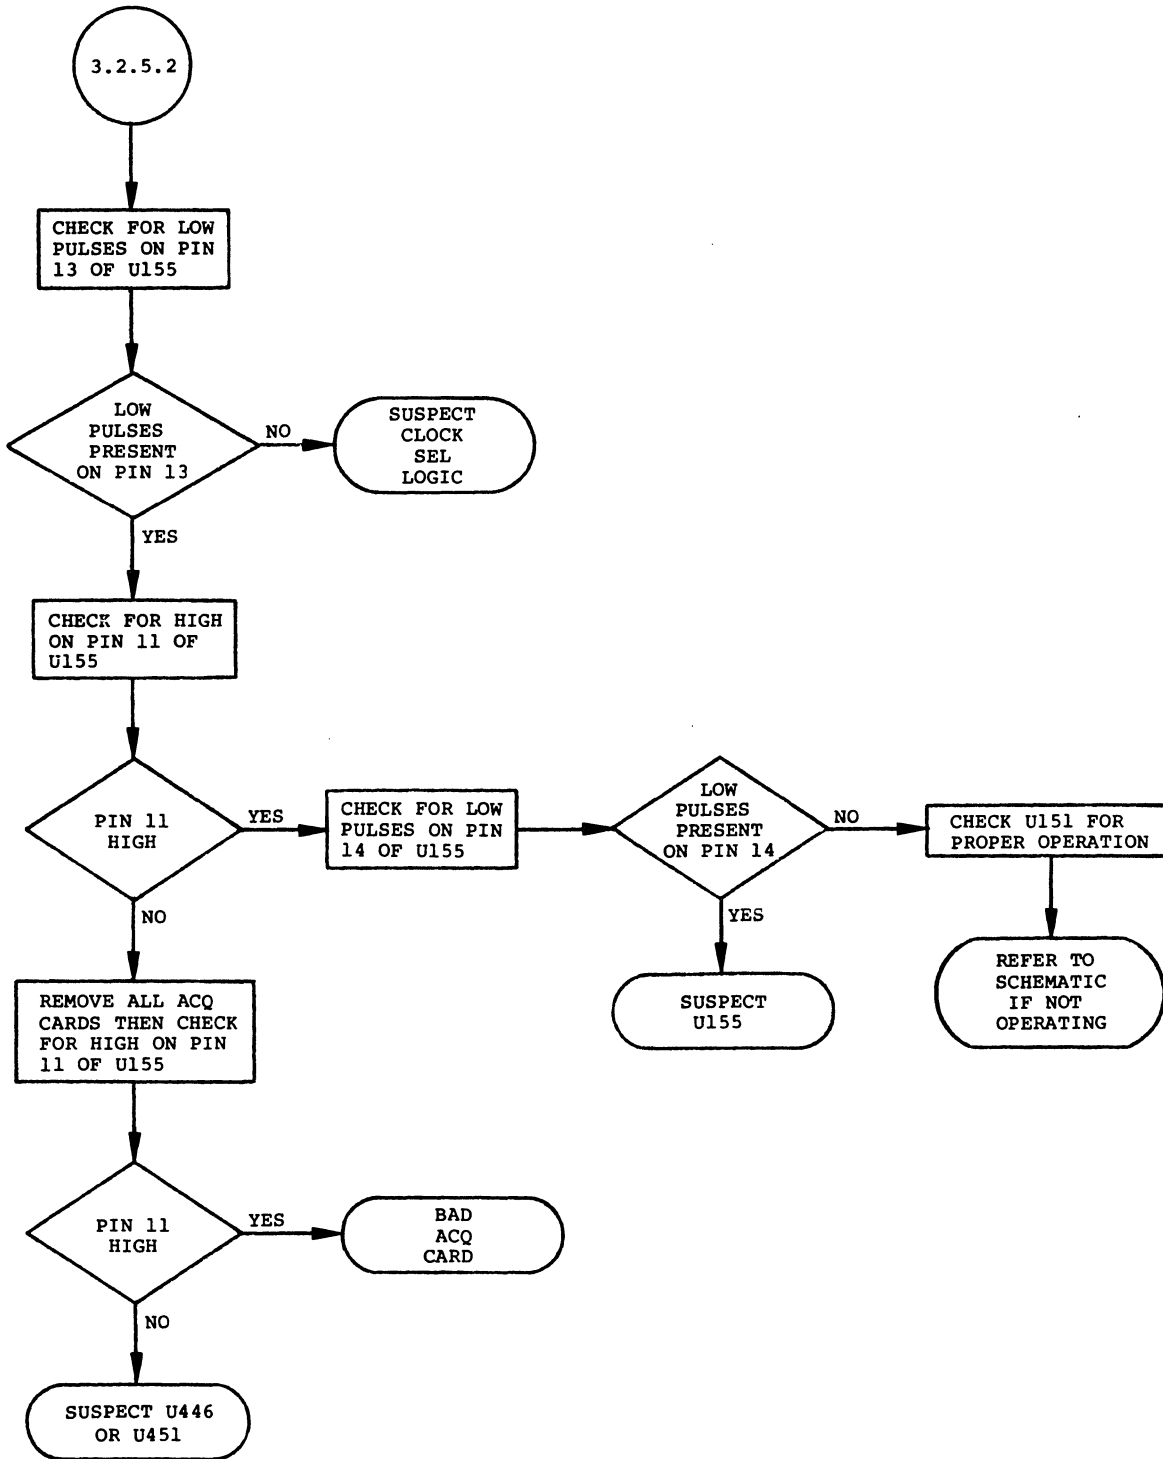 3.2.5.2
CHECK FOR LOW
PULSES ON PIN
13 OF U155
LOW
PULSES
PRESENT
ON PIN 13
NO
SUSPECT
CLOCK
SEL
LOGIC
YES
CHECK FOR HIGH
ON PIN 11 OF
U155
PIN 11
HIGH
YES
CHECK FOR LOW
PULSES ON PIN
14 OF U155
LOW
PULSES
PRESENT
ON PIN 14
NO
CHECK U151 FOR
PROPER OPERATION
YES
SUSPECT
U155
REFER TO
SCHEMATIC
IF NOT
OPERATING
NO
REMOVE ALL ACQ
CARDS THEN CHECK
FOR HIGH ON PIN
11 OF U155
PIN 11
HIGH
YES
BAD
ACQ
CARD
NO
SUSPECT U446
OR U451